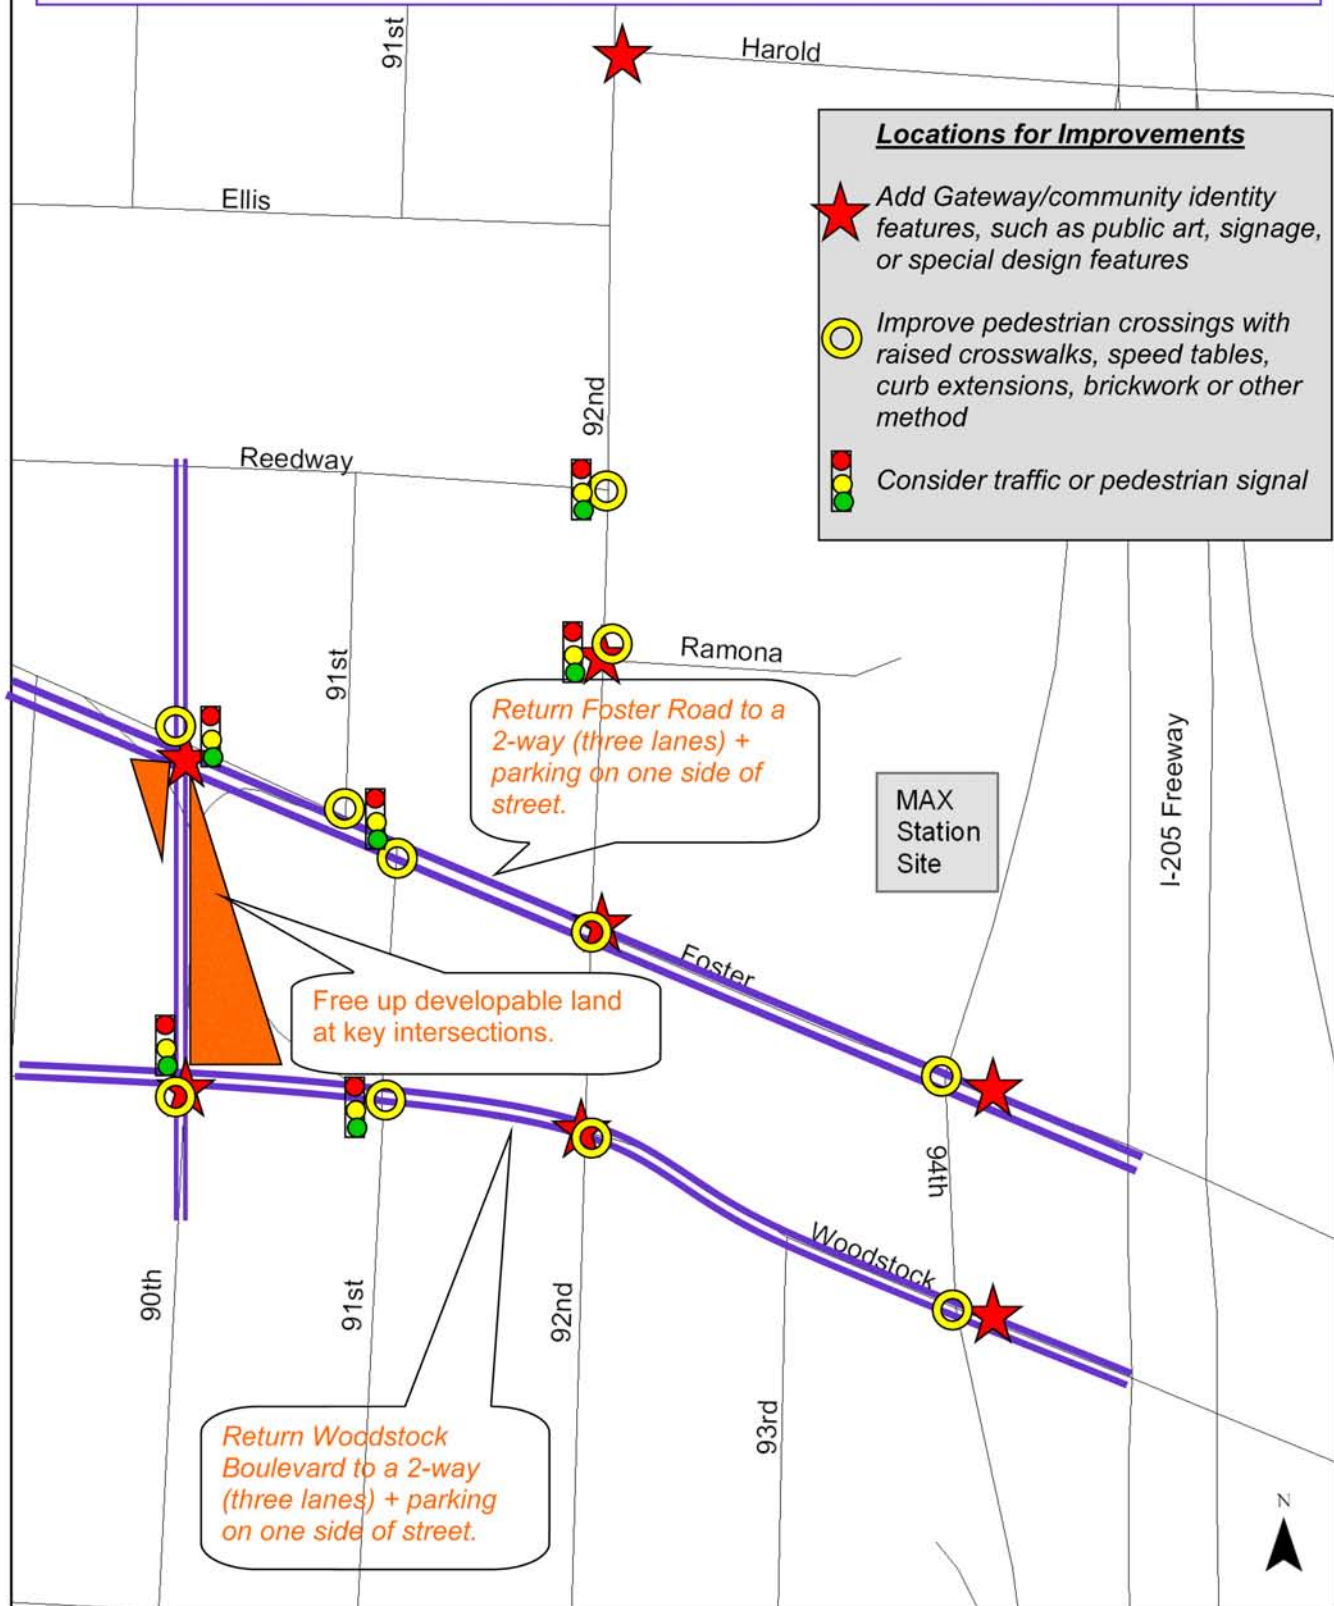 91st
Harold
Locations for Improvements
Add Gateway/community identity
features, such as public art, signage,
or special design features
Improve pedestrian crossings with
raised crosswalks, speed tables,
curb extensions, brickwork or other
method
Consider traffic or pedestrian signal
Ellis
92nd
Reedway
91st
Ramona
Return Foster Road to a
2-way (three lanes) +
parking on one side of
street.
MAX
Station
Site
I-205 Freeway
Foster
Free up developable land
at key intersections.
94th
Woodstock
90th
91st
92nd
93rd
Return Woodstock
Boulevard to a 2-way
(three lanes) + parking
on one side of street.
N